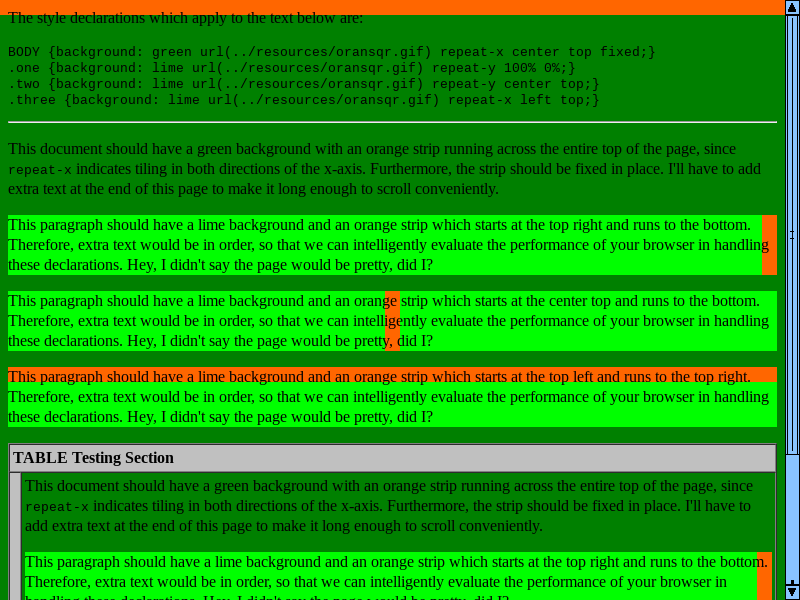 The style declarations which apply to the text below are:
BODY {background: green url(../resources/oransqr.gif) repeat-x center top fixed;}
.one {background: lime url(../resources/oransqr.gif) repeat-y 100% 0%;}
.two {background: lime url(../resources/oransqr.gif) repeat-y center top;}
.three {background: lime url(../resources/oransqr.gif) repeat-x left top;}
This document should have a green background with an orange strip running across the entire top of the page, since
repeat-x indicates tiling in both directions of the x-axis. Furthermore, the strip should be fixed in place. I'll have to add
extra text at the end of this page to make it long enough to scroll conveniently.
This paragraph should have a lime background and an orange strip which starts at the top right and runs to the bottom.
Therefore, extra text would be in order, so that we can intelligently evaluate the performance of your browser in handling
these declarations. Hey, I didn't say the page would be pretty, did I?
This paragraph should have a lime background and an orange strip which starts at the center top and runs to the bottom.
Therefore, extra text would be in order, so that we can intelligently evaluate the performance of your browser in handling
these declarations. Hey, I didn't say the page would be pretty, did I?
This paragraph should have a lime background and an orange strip which starts at the top left and runs to the top right.
Therefore, extra text would be in order, so that we can intelligently evaluate the performance of your browser in handling
these declarations. Hey, I didn't say the page would be pretty, did I?
TABLE Testing Section
This document should have a green background with an orange strip running across the entire top of the page, since
repeat-x indicates tiling in both directions of the x-axis. Furthermore, the strip should be fixed in place. I'll have to
add extra text at the end of this page to make it long enough to scroll conveniently.
This paragraph should have a lime background and an orange strip which starts at the top right and runs to the bottom.
Therefore, extra text would be in order, so that we can intelligently evaluate the performance of your browser in
handling these declarations. Hey, I didn't say the page would be pretty, did I?